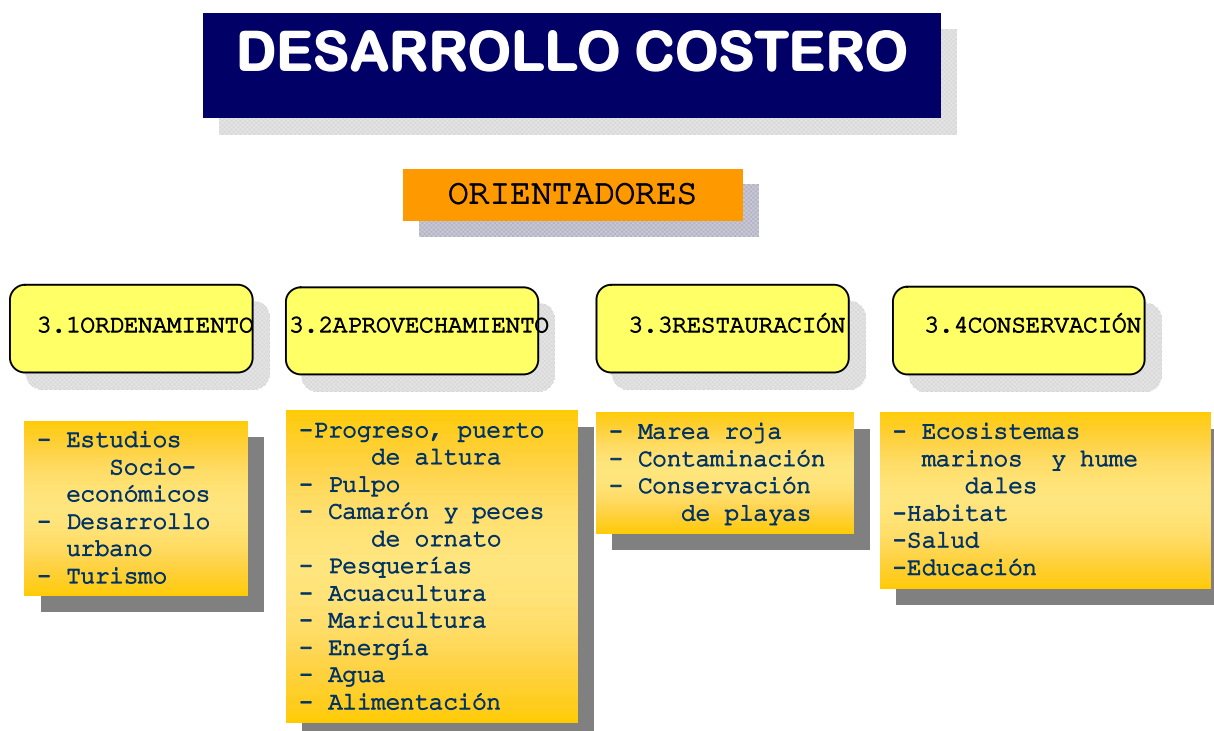 DESARROLLO COSTERO
ORIENTADORES
3.1ORDENAMIENTO
- Estudios
Socio-
económicos
- Desarrollo
urbano
- Turismo
3.2APROVECHAMIENTO
-Progreso, puerto
de altura
- Pulpo
- Camarón y peces
de ornato
- Pesquerías
- Acuacultura
- Maricultura
- Energía
- Agua
- Alimentación
3.3RESTAURACIÓN
- Marea roja
- Contaminación
- Conservación
de playas
3.4CONSERVACIÓN
- Ecosistemas
marinos  y hume
dales
-Habitat
-Salud
-Educación